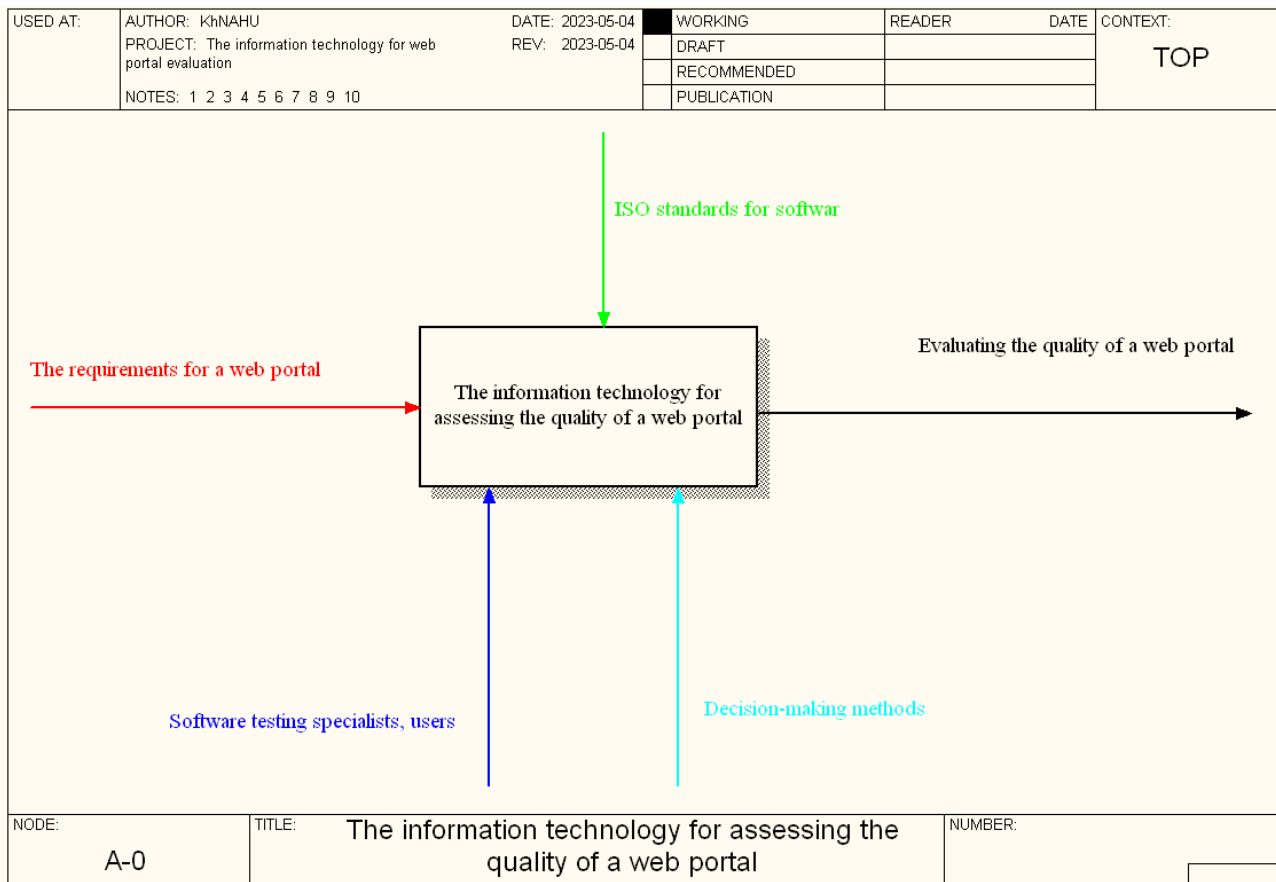 USED AT:
AUTHOR: KhNAHU
DATE: 2023-05-04
PROJECT: The information technology for web
portal evaluation
REV: 2023-05-04
NOTES: 1 2 3 4 5 6 7 8 9 10
WORKING
DRAFT
RECOMMENDED
PUBLICATION
READER
DATE
CONTEXT:
TOP
ISO standards for softwar
The requirements for a web portal
Evaluating the quality of a web portal
The information technology for
assessing the quality of a web portal
Software testing specialists, users
Decision-making methods
NODE:
A-0
TITLE:
The information technology for assessing the
quality of a web portal
NUMBER: